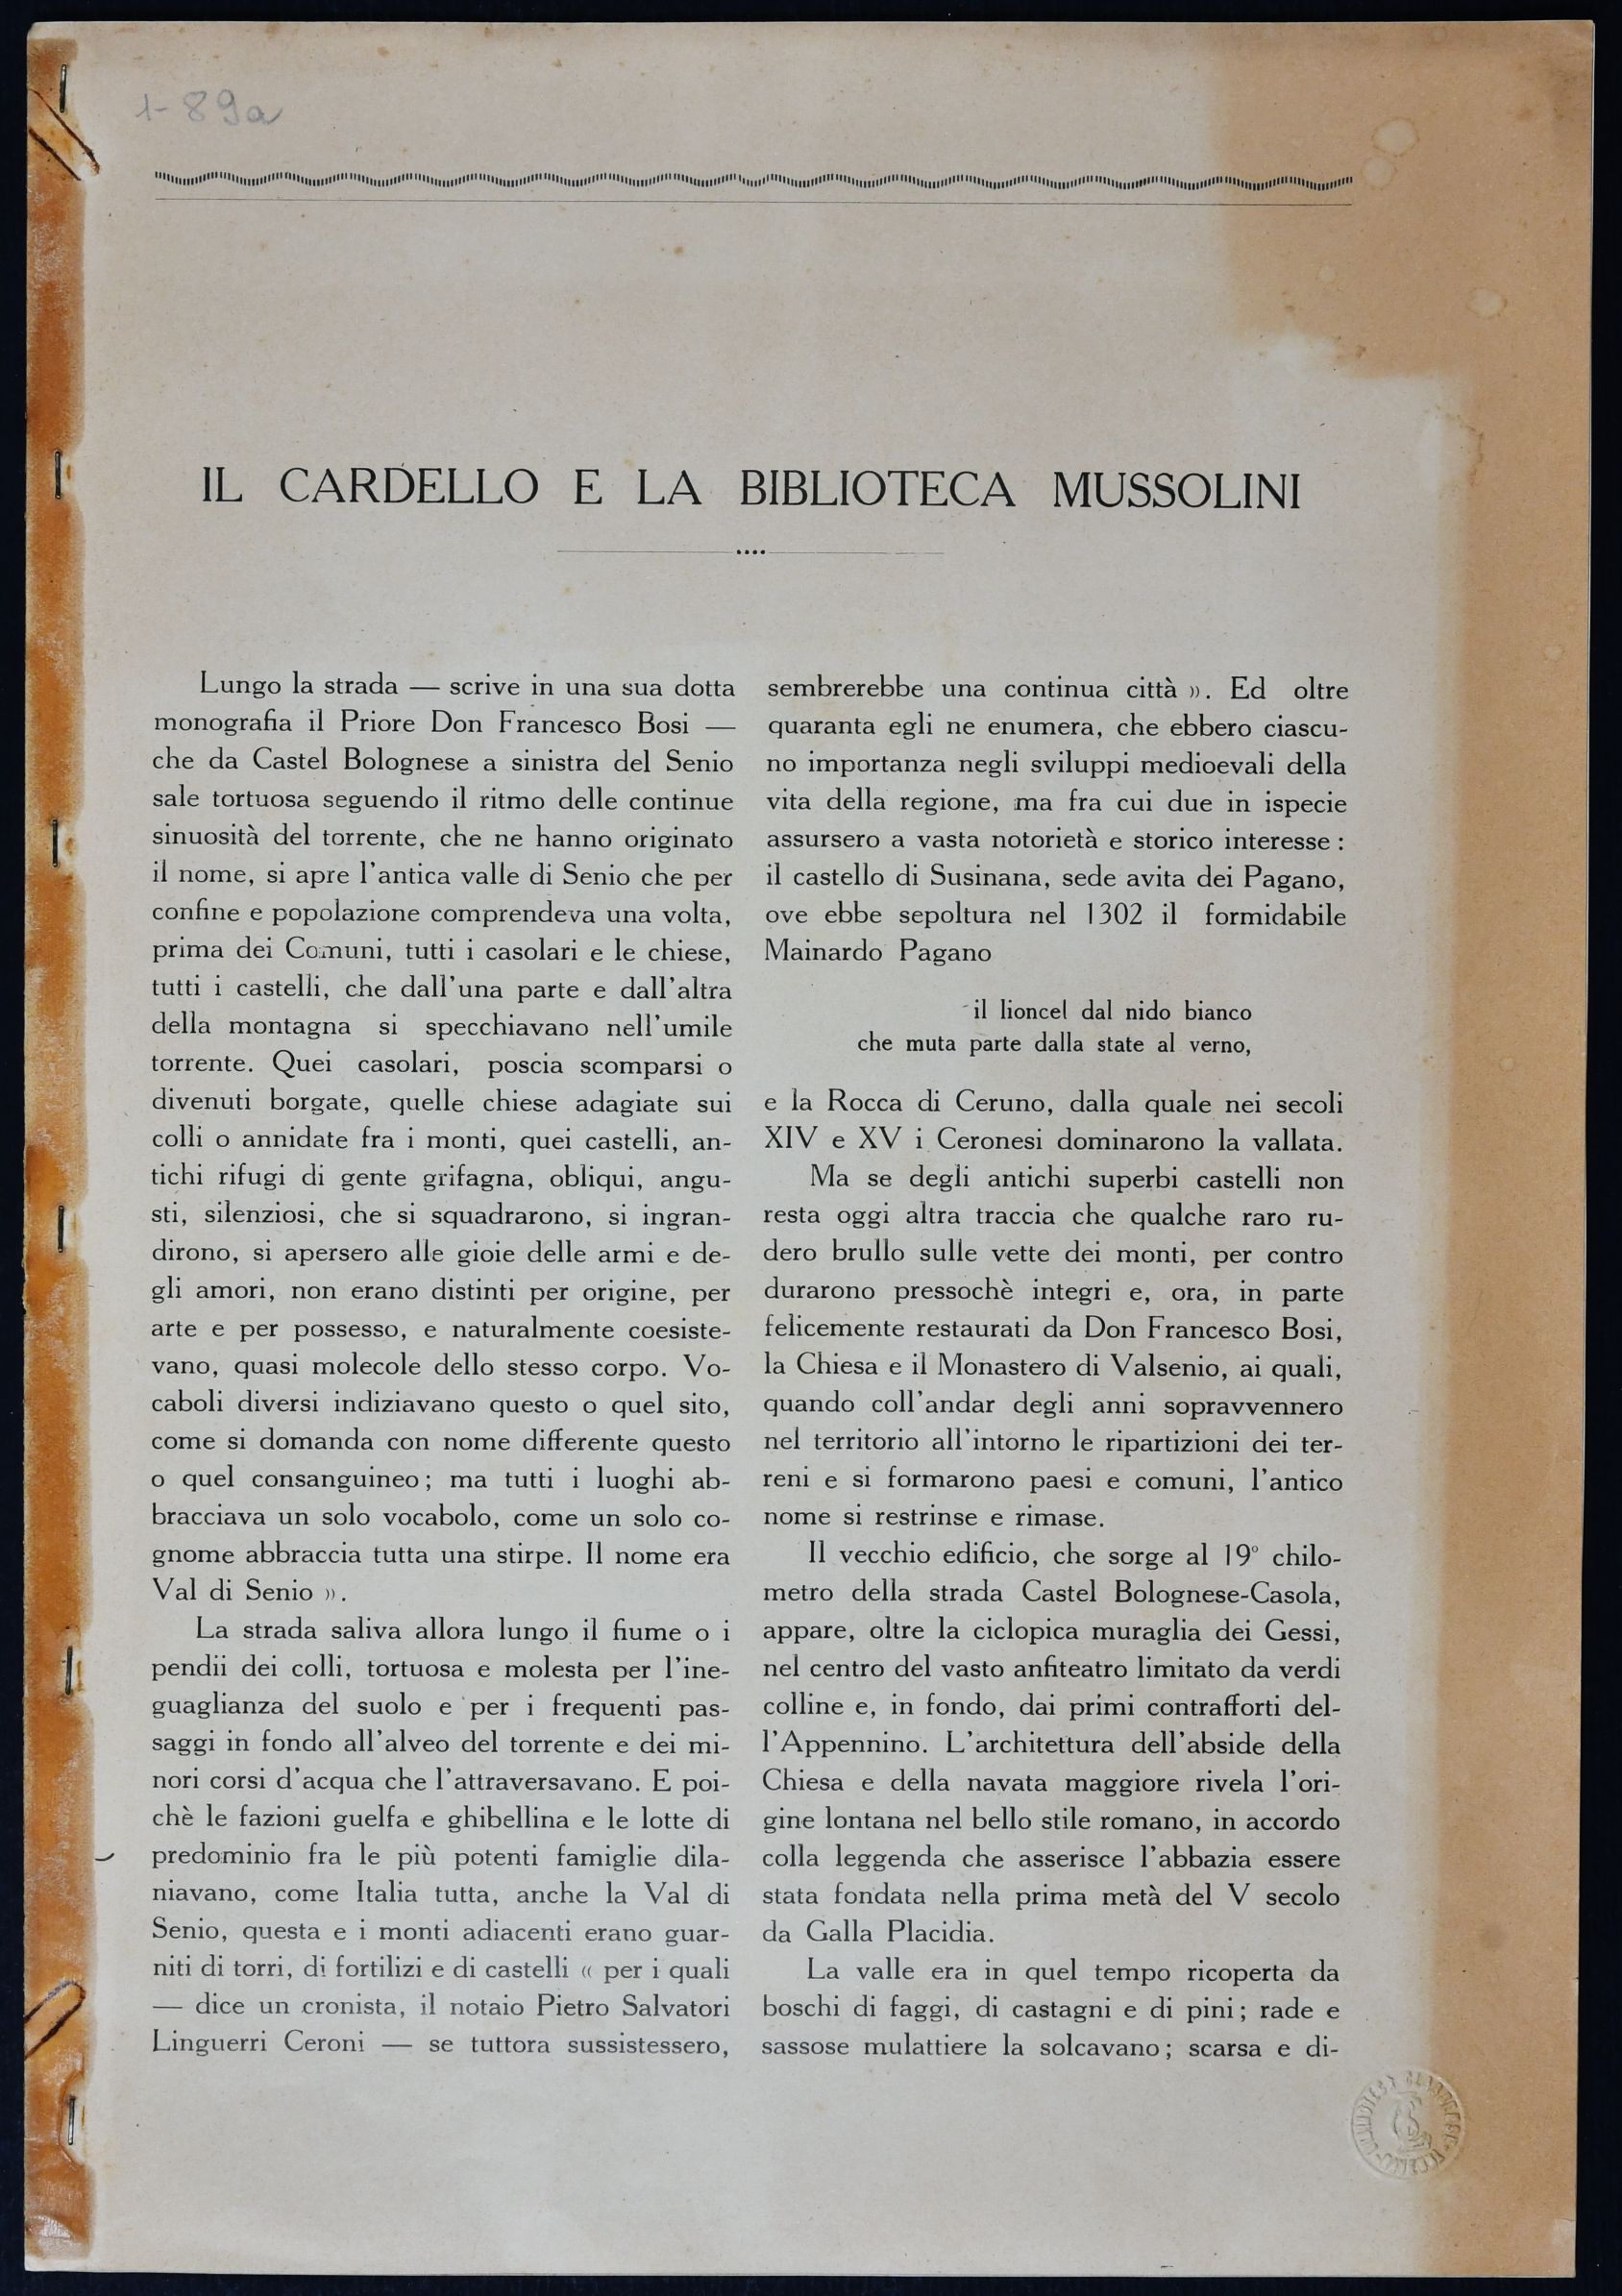 1-89a
IL CARDELLO E LA BIBLIOTECA MUSSOLINI
Lungo la strada — scrive in una sua dotta
monografia il Priore Don Francesco Bosi —
che da Castel Bolognese a sinistra del Senio
sale tortuosa seguendo il ritmo delle continue
sinuosità del torrente, che ne hanno originato
il nome, si apre l'antica valle di Senio che per
confine e popolazione comprendeva una volta,
prima dei Comuni, tutti i casolari e le chiese,
tutti i castelli, che dall'una parte e dall'altra
della montagna si specchiavano nell'umile
torrente. Quei casolari, poscia scomparsi o
divenuti borgate, quelle chiese adagiate sui
colli o annidate fra i monti, quei castelli, an-
tichi rifugi di gente grifagna, obliqui, angu-
sti, silenziosi, che si squadrarono, si ingran-
dirono, si apersero alle gioie delle armi e de-
gli amori, non erano distinti per origine, per
arte e per possesso, e naturalmente coesiste-
vano, quasi molecole dello stesso corpo. Vo-
caboli diversi indiziavano questo o quel sito,
come si domanda con nome differente questo
o quel consanguineo; ma tutti i luoghi ab-
bracciava un solo vocabolo, come un solo co-
gnome abbraccia tutta una stirpe. Il nome era
Val di Senio ».
La strada saliva allora lungo il fiume o i
pendii dei colli, tortuosa e molesta per l'ine-
guaglianza del suolo e per i frequenti pas-
saggi in fondo all'alveo del torrente e dei mi-
nori corsi d'acqua che l'attraversavano. E poi-
chè le fazioni guelfa e ghibellina e le lotte di
predominio fra le più potenti famiglie dila-
niavano, come Italia tutta, anche la Val di
Senio, questa e i monti adiacenti erano guar-
niti di torri, di fortilizi e di castelli « per i quali
— dice un cronista, il notaio Pietro Salvatori
Linguerri Ceroni — se tuttora sussistessero,
sembrerebbe una continua città ». Ed oltre
quaranta egli ne enumera, che ebbero ciascu-
no importanza negli sviluppi medioevali della
vita della regione, ma fra cui due in ispecie
assursero a vasta notorietà e storico interesse:
il castello di Susinana, sede avita dei Pagano,
ove ebbe sepoltura nel 1302 il formidabile
Mainardo Pagano
il lioncel dal nido bianco
che muta parte dalla state al verno,
e la Rocca di Ceruno, dalla quale nei secoli
XIV e XV i Ceronesi dominarono la vallata.
Ma se degli antichi superbi castelli non
resta oggi altra traccia che qualche raro ru-
dero brullo sulle vette dei monti, per contro
durarono pressochè integri e, ora, in parte
felicemente restaurati da Don Francesco Bosi,
la Chiesa e il Monastero di Valsenio, ai quali,
quando coll'andar degli anni sopravvennero
nel territorio all'intorno le ripartizioni dei ter-
reni e si formarono paesi e comuni, l'antico
nome si restrinse e rimase.
Il vecchio edificio, che sorge al 19° chilo-
metro della strada Castel Bolognese-Casola,
appare, oltre la ciclopica muraglia dei Gessi,
nel centro del vasto anfiteatro limitato da verdi
colline e, in fondo, dai primi contrafforti del-
l'Appennino. L'architettura dell'abside della
Chiesa e della navata maggiore rivela l'ori-
gine lontana nel bello stile romano, in accordo
colla leggenda che asserisce l'abbazia essere
stata fondata nella prima metà del V secolo
da Galla Placidia.
La valle era in quel tempo ricoperta da
boschi di faggi, di castagni e di pini; rade e
sassose mulattiere la solcavano; scarsa e di-